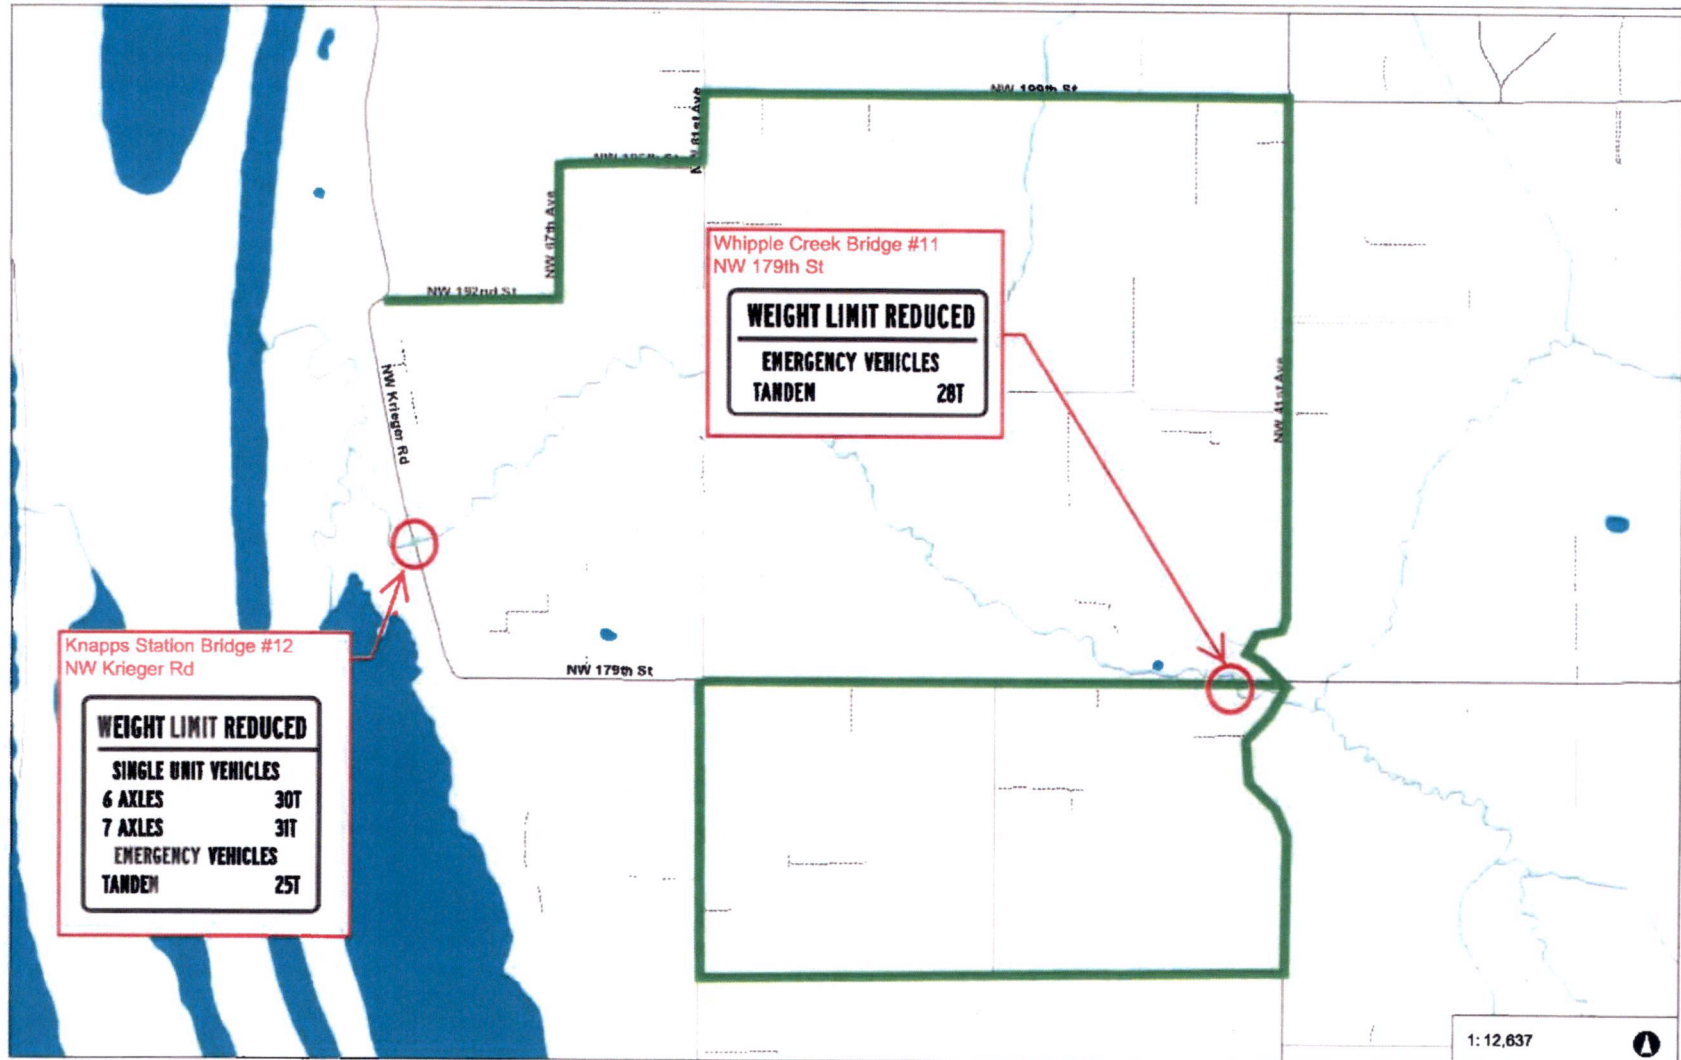 NW 199th St
NW 61st Ave
NW 67th Ave
NW 192nd St
Whipple Creek Bridge #11
NW 179th St
WEIGHT LIMIT REDUCED
EMERGENCY VEHICLES
TANDEM 28T
NW Krieger Rd
NW 41st Ave
Knapps Station Bridge #12
NW Krieger Rd
WEIGHT LIMIT REDUCED
SINGLE UNIT VEHICLES
6 AXLES 30T
7 AXLES 31T
EMERGENCY VEHICLES
TANDEM 25T
NW 179th St
1: 12,637